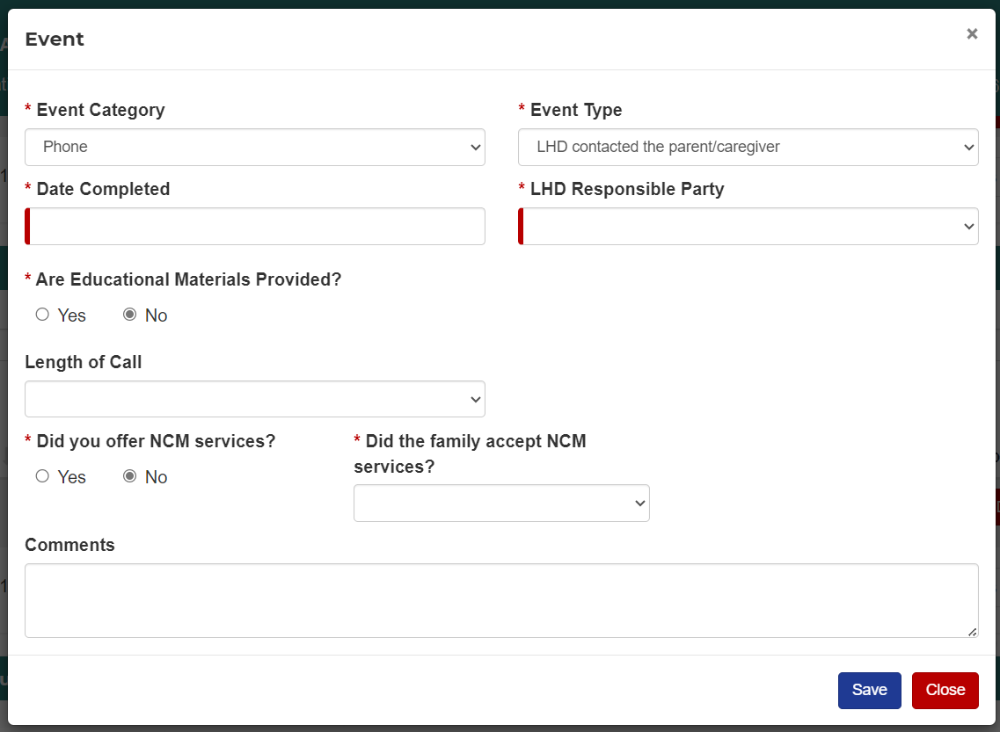 Event
×
* Event Category
* Event Type
Phone
LHD contacted the parent/caregiver
* Date Completed
* LHD Responsible Party
* Are Educational Materials Provided?
Yes
No
Length of Call
* Did you offer NCM services?
* Did the family accept NCM
services?
Yes
No
Comments
Save
Close